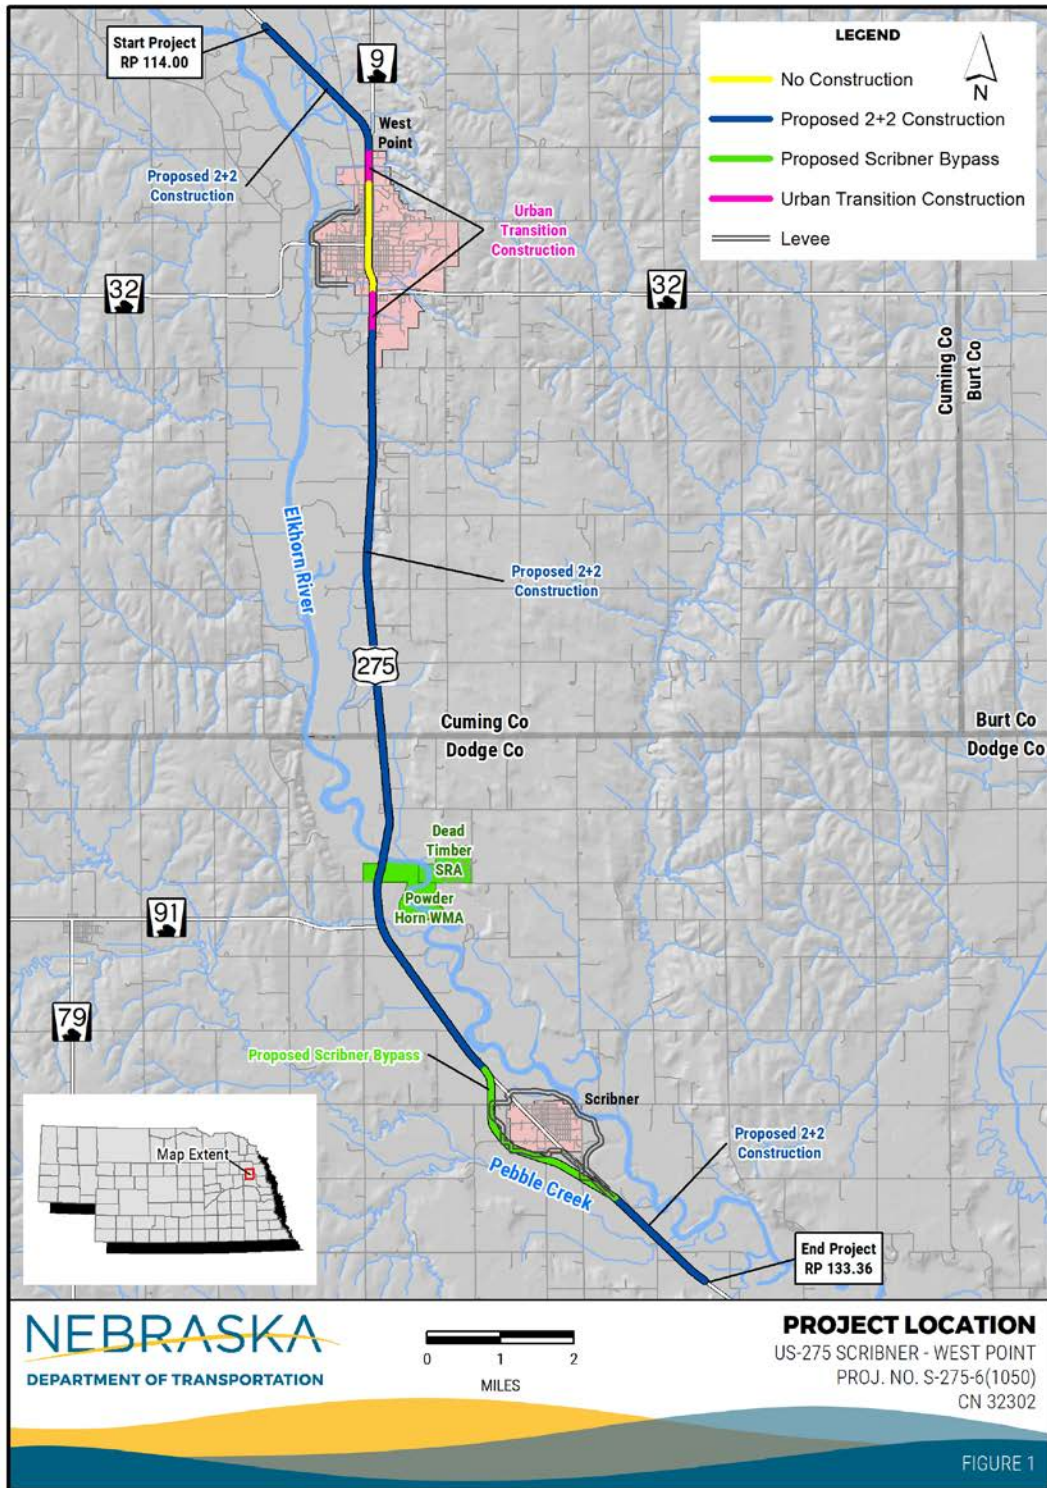 Start Project
RP 114.00
9
West
Point
Proposed 2+2
Construction
Urban
Transition
Construction
LEGEND
N
No Construction
Proposed 2+2 Construction
Proposed Scribner Bypass
Urban Transition Construction
Levee
32
32
Cuming Co
Burt Co
Elkhorn River
Proposed 2+2
Construction
275
Cuming Co
Dodge Co
Burt Co
Dodge Co
Dead
Timber
SRA
Powder
Horn WMA
91
79
Proposed Scribner Bypass
Scribner
Pebble Creek
Proposed 2+2
Construction
End Project
RP 133.36
Map Extent
NEBRASKA
DEPARTMENT OF TRANSPORTATION
0 1 2
MILES
PROJECT LOCATION
US-275 SCRIBNER - WEST POINT
PROJ. NO. S-275-6(1050)
CN 32302
FIGURE 1